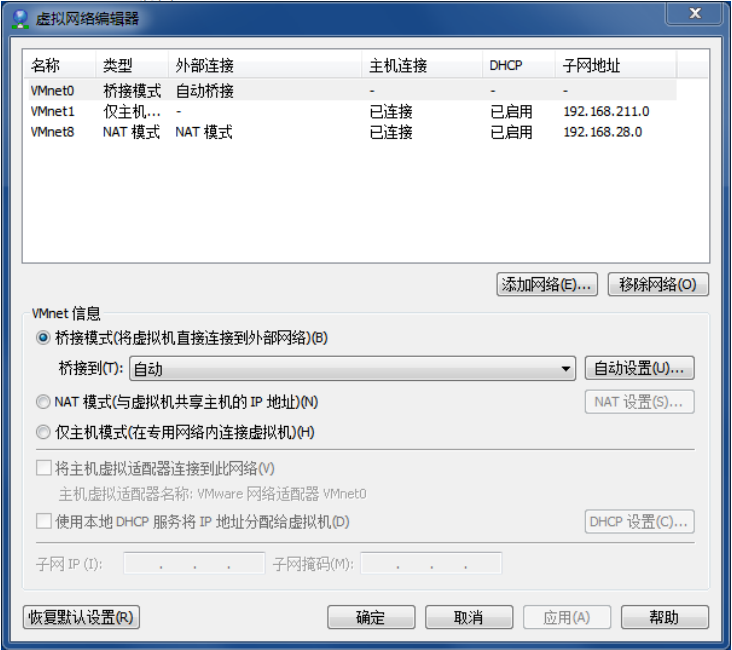 虚拟网络编辑器
名称 类型 外部连接 主机连接 DHCP 子网地址
VMnet0 桥接模式 自动桥接 - - -
VMnet1 仅主机... - 已连接 已启用 192.168.211.0
VMnet8 NAT 模式 NAT 模式 已连接 已启用 192.168.28.0
添加网络(E)... 移除网络(O)
VMnet 信息
桥接模式(将虚拟机直接连接到外部网络)(B)
桥接到(T): 自动 自动设置(U)...
NAT 模式(与虚拟机共享主机的 IP 地址)(N) NAT 设置(S)...
仅主机模式(在专用网络内连接虚拟机)(H)
将主机虚拟适配器连接到此网络(V)
主机虚拟适配器名称: VMware 网络适配器 VMnet0
使用本地 DHCP 服务将 IP 地址分配给虚拟机(D) DHCP 设置(C)...
子网 IP (I): . . . 子网掩码(M): . . .
恢复默认设置(R) 确定 取消 应用(A) 帮助